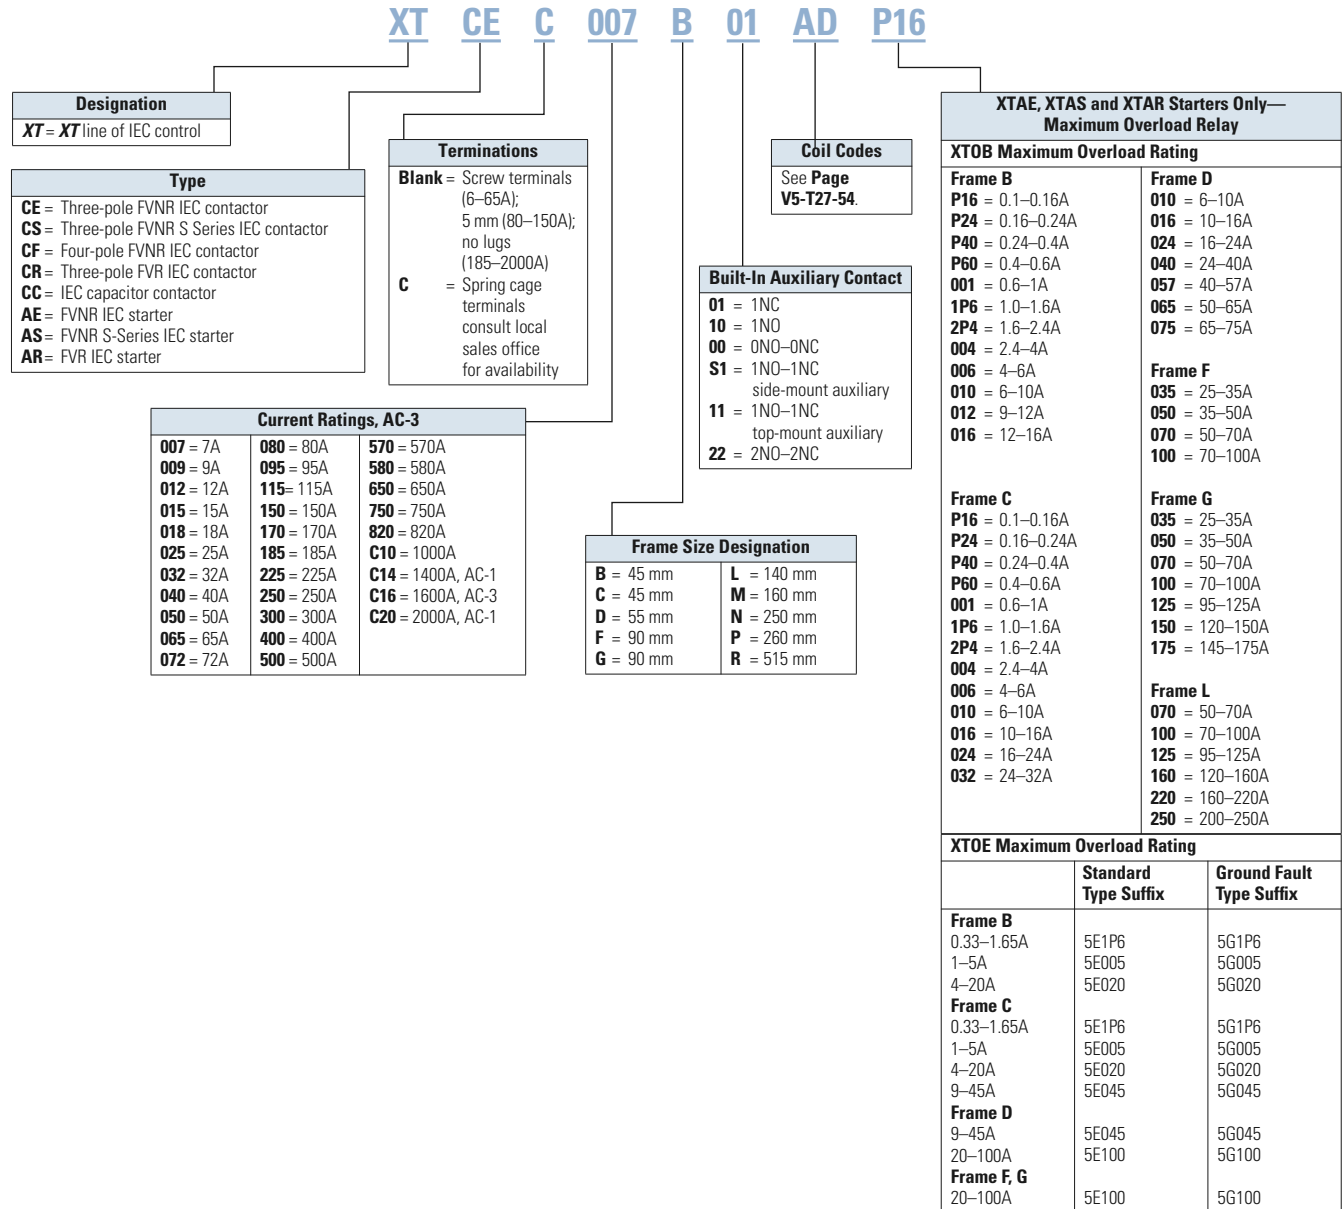 XT CE C 007 B 01 AD P16
Designation
XT = XT line of IEC control
Type
CE = Three-pole FVNR IEC contactor
CS = Three-pole FVNR S Series IEC contactor
CF = Four-pole FVNR IEC contactor
CR = Three-pole FVR IEC contactor
CC = IEC capacitor contactor
AE = FVNR IEC starter
AS = FVNR S-Series IEC starter
AR = FVR IEC starter
Terminations
Blank = Screw terminals
(6–65A);
5 mm (80–150A);
no lugs
(185–2000A)
C = Spring cage
terminals
consult local
sales office
for availability
Current Ratings, AC-3
007 = 7A
009 = 9A
012 = 12A
015 = 15A
018 = 18A
025 = 25A
032 = 32A
040 = 40A
050 = 50A
065 = 65A
072 = 72A
080 = 80A
095 = 95A
115= 115A
150 = 150A
170 = 170A
185 = 185A
225 = 225A
250 = 250A
300 = 300A
400 = 400A
500 = 500A
570 = 570A
580 = 580A
650 = 650A
750 = 750A
820 = 820A
C10 = 1000A
C14 = 1400A, AC-1
C16 = 1600A, AC-3
C20 = 2000A, AC-1
Frame Size Designation
B = 45 mm
C = 45 mm
D = 55 mm
F = 90 mm
G = 90 mm
L = 140 mm
M = 160 mm
N = 250 mm
P = 260 mm
R = 515 mm
Built-In Auxiliary Contact
01 = 1NC
10 = 1NO
00 = 0NO–0NC
S1 = 1NO–1NC
side-mount auxiliary
11 = 1NO–1NC
top-mount auxiliary
22 = 2NO–2NC
Coil Codes
See Page
V5-T27-54.
XTAE, XTAS and XTAR Starters Only—
Maximum Overload Relay
XTOB Maximum Overload Rating
Frame B
P16 = 0.1–0.16A
P24 = 0.16–0.24A
P40 = 0.24–0.4A
P60 = 0.4–0.6A
001 = 0.6–1A
1P6 = 1.0–1.6A
2P4 = 1.6–2.4A
004 = 2.4–4A
006 = 4–6A
010 = 6–10A
012 = 9–12A
016 = 12–16A
Frame C
P16 = 0.1–0.16A
P24 = 0.16–0.24A
P40 = 0.24–0.4A
P60 = 0.4–0.6A
001 = 0.6–1A
1P6 = 1.0–1.6A
2P4 = 1.6–2.4A
004 = 2.4–4A
006 = 4–6A
010 = 6–10A
016 = 10–16A
024 = 16–24A
032 = 24–32A
Frame D
010 = 6–10A
016 = 10–16A
024 = 16–24A
040 = 24–40A
057 = 40–57A
065 = 50–65A
075 = 65–75A
Frame F
035 = 25–35A
050 = 35–50A
070 = 50–70A
100 = 70–100A
Frame G
035 = 25–35A
050 = 35–50A
070 = 50–70A
100 = 70–100A
125 = 95–125A
150 = 120–150A
175 = 145–175A
Frame L
070 = 50–70A
100 = 70–100A
125 = 95–125A
160 = 120–160A
220 = 160–220A
250 = 200–250A
XTOE Maximum Overload Rating
Standard
Type Suffix
Ground Fault
Type Suffix
Frame B
0.33–1.65A 5E1P6 5G1P6
1–5A 5E005 5G005
4–20A 5E020 5G020
Frame C
0.33–1.65A 5E1P6 5G1P6
1–5A 5E005 5G005
4–20A 5E020 5G020
9–45A 5E045 5G045
Frame D
9–45A 5E045 5G045
20–100A 5E100 5G100
Frame F, G
20–100A 5E100 5G100